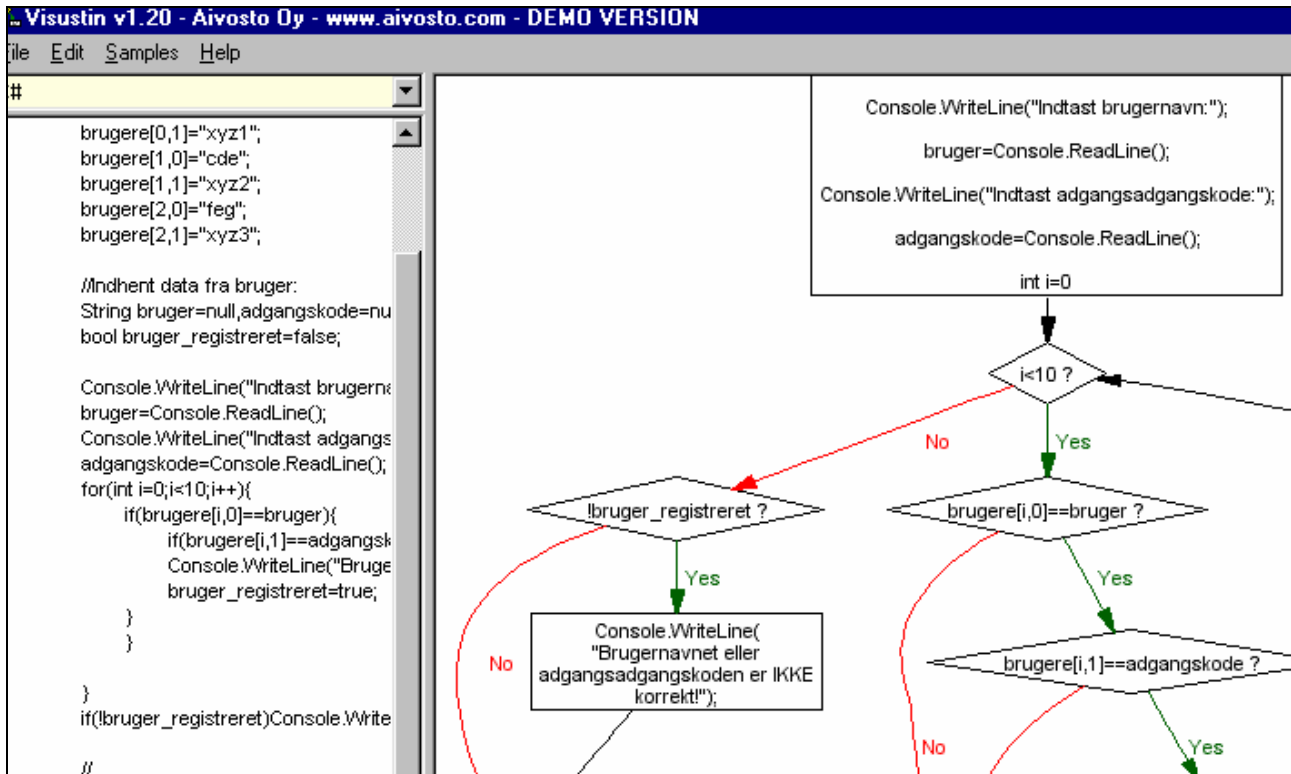 Visustin v1.20 - Aivosto Oy - www.aivosto.com - DEMO VERSION
File Edit Samples Help
#
brugere[0,1]="xyz1";
brugere[1,0]="cde";
brugere[1,1]="xyz2";
brugere[2,0]="feg";
brugere[2,1]="xyz3";
//Indhent data fra bruger:
String bruger=null,adgangskode=nu
bool bruger_registreret=false;
Console.WriteLine("Indtast brugerna
bruger=Console.ReadLine();
Console.WriteLine("Indtast adgangs
adgangskode=Console.ReadLine();
for(int i=0;i<10;i++){
if(brugere[i,0]==bruger){
if(brugere[i,1]==adgangsk
Console.WriteLine("Bruge
bruger_registreret=true;
}
}
}
if(!bruger_registreret)Console.Write
//
Console.WriteLine("Indtast brugernavn:");
bruger=Console.ReadLine();
Console.WriteLine("Indtast adgangsadgangskode:");
adgangskode=Console.ReadLine();
int i=0
i<10 ?
No
Yes
!bruger_registreret ?
brugere[i,0]==bruger ?
Yes
Yes
Console.WriteLine(
"Brugernavnet eller
adgangsadgangskoden er IKKE
korrekt!");
No
brugere[i,1]==adgangskode ?
No
Yes